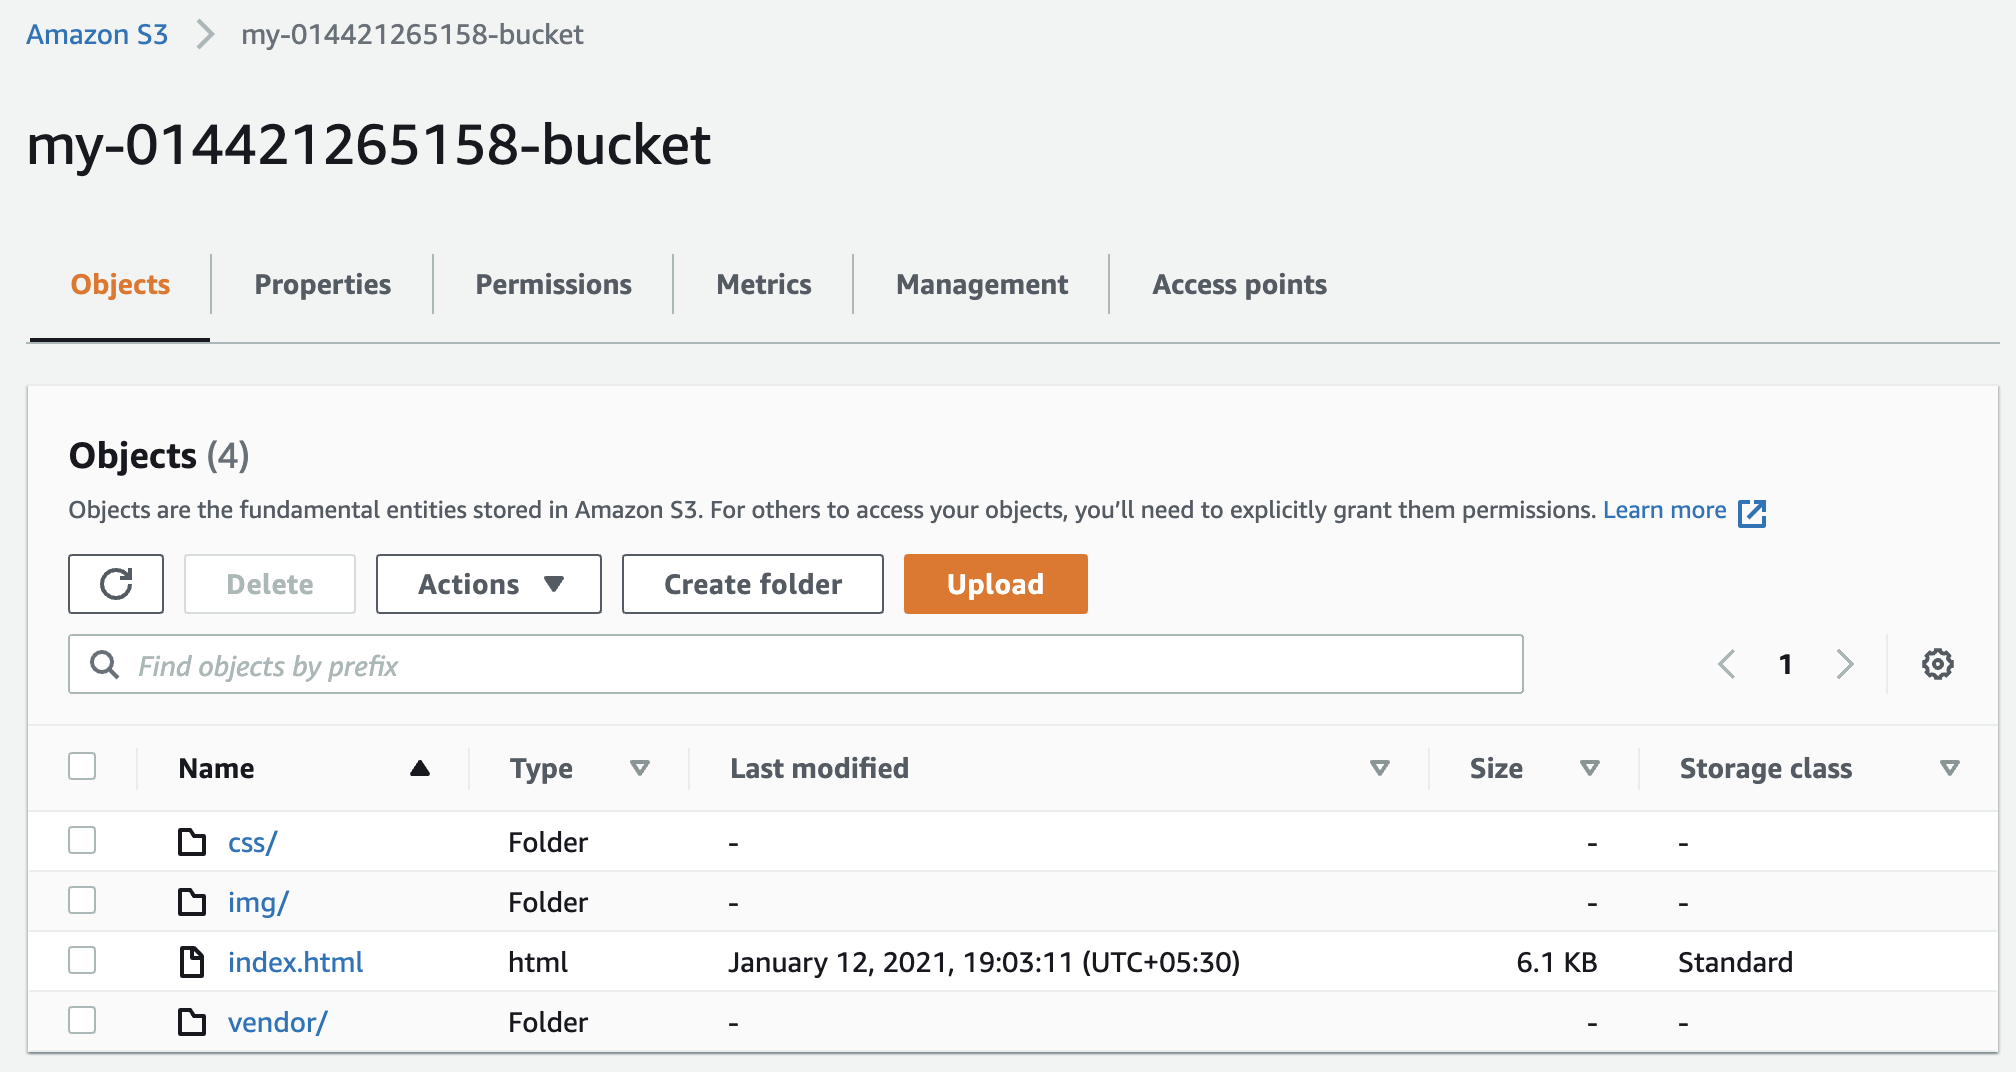 Amazon S3 my-014421265158-bucket
my-014421265158-bucket
Objects Properties Permissions Metrics Management Access points
Objects (4)
Objects are the fundamental entities stored in Amazon S3. For others to access your objects, you’ll need to explicitly grant them permissions. Learn more
Delete Actions Create folder Upload
Find objects by prefix 1
Name Type Last modified Size Storage class
css/ Folder - - -
img/ Folder - - -
index.html html January 12, 2021, 19:03:11 (UTC+05:30) 6.1 KB Standard
vendor/ Folder - - -